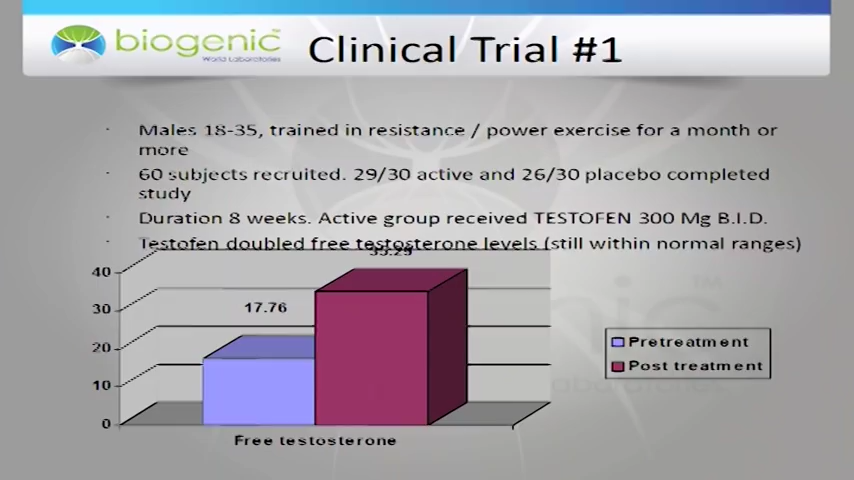 biogenic™
World Laboratories
Clinical Trial #1
· Males 18-35, trained in resistance / power exercise for a month or
more
· 60 subjects recruited. 29/30 active and 26/30 placebo completed
study
· Duration 8 weeks. Active group received TESTOFEN 300 Mg B.I.D.
· Testofen doubled free testosterone levels (still within normal ranges)
35.29
40
30
20
10
0
17.76
Free testosterone
Pretreatment
Post treatment